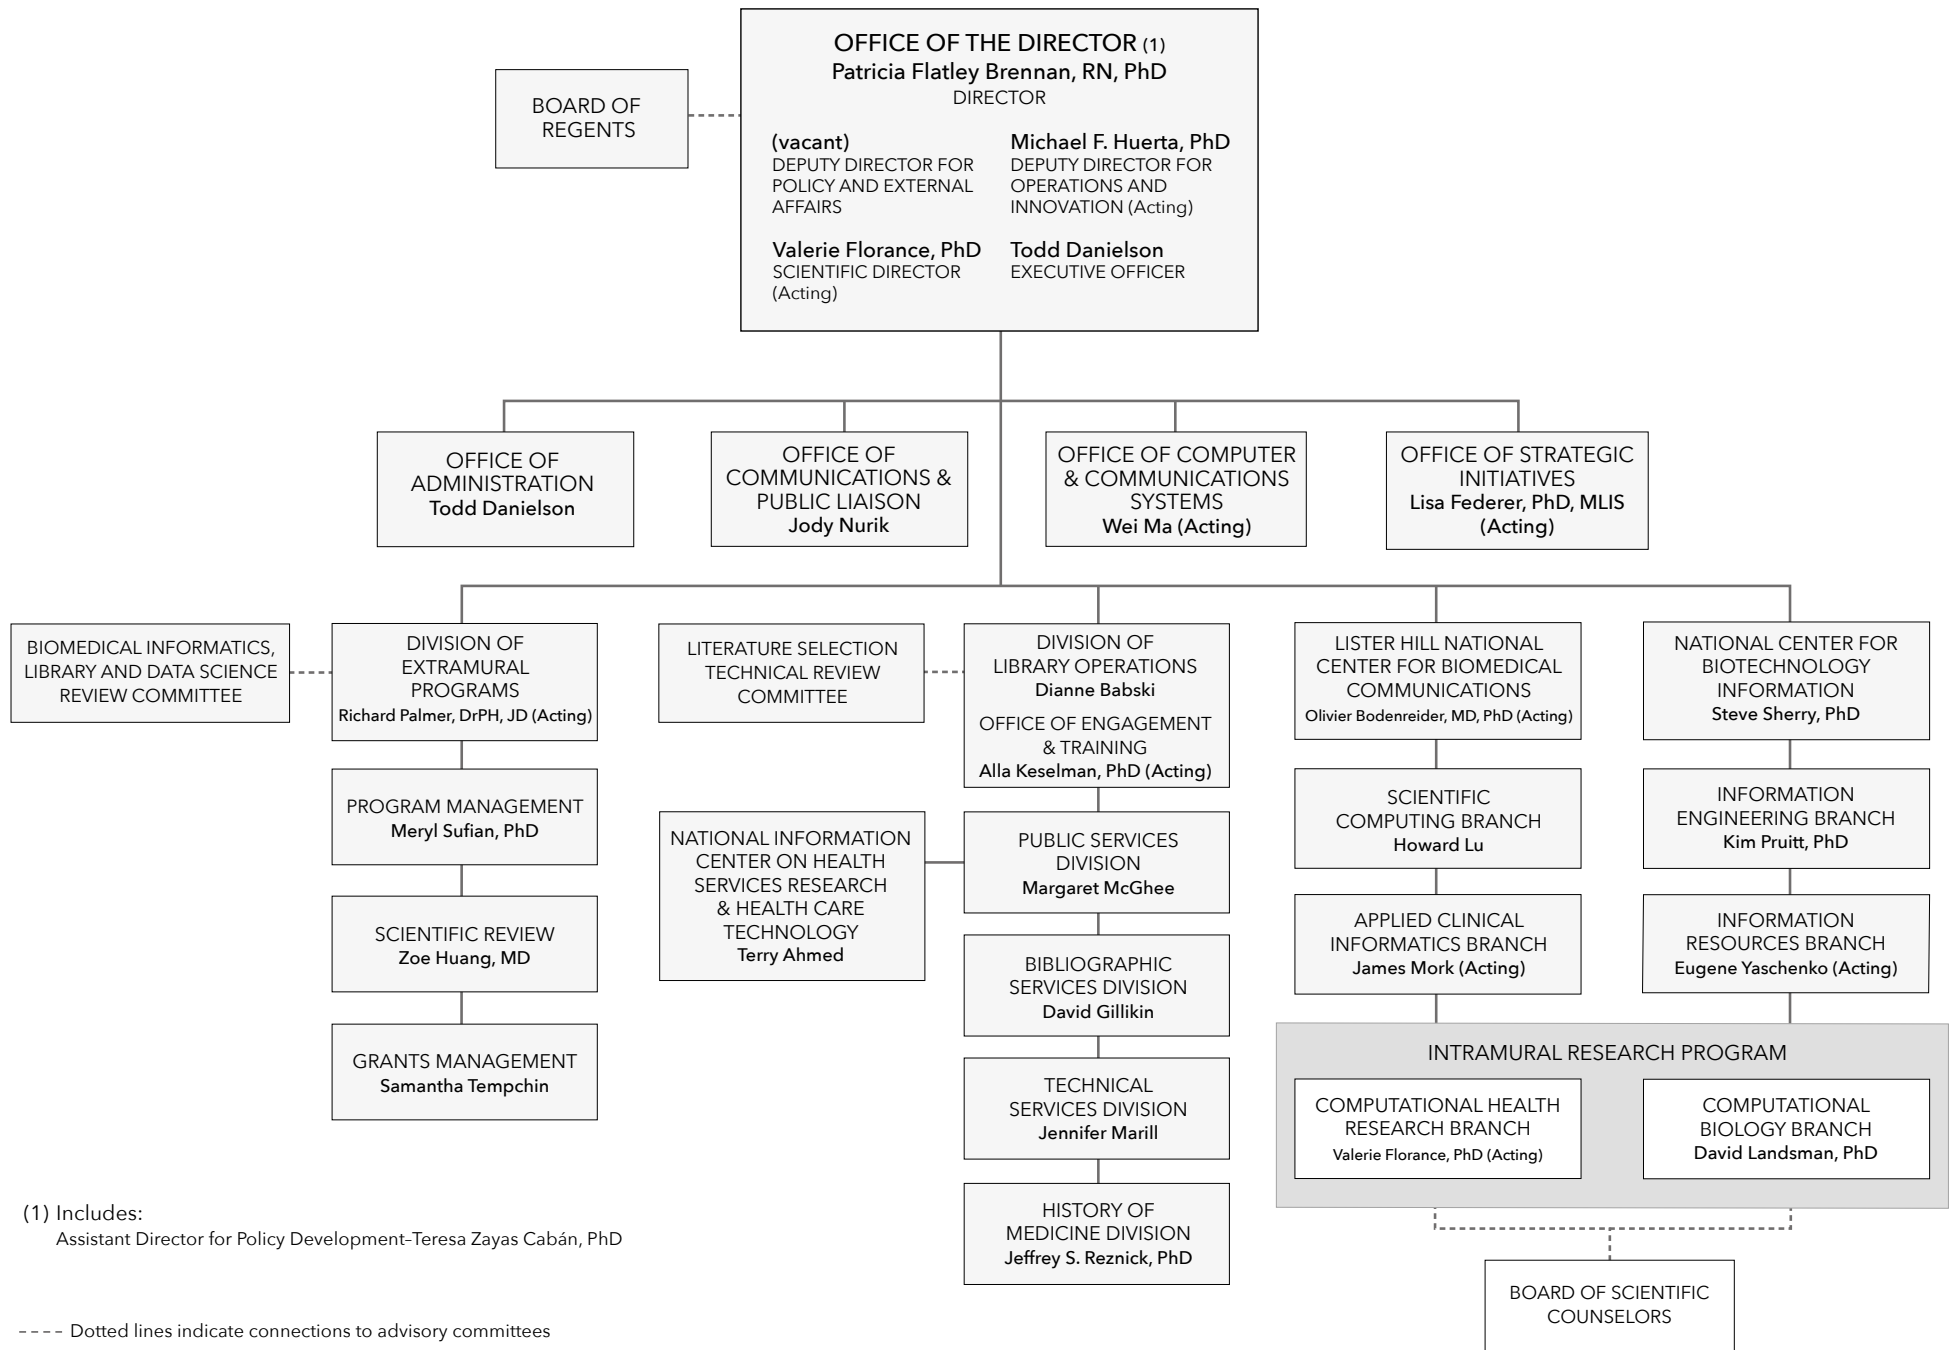 OFFICE OF THE DIRECTOR (1)
Patricia Flatley Brennan, RN, PhD
DIRECTOR
(vacant)
DEPUTY DIRECTOR FOR
POLICY AND EXTERNAL
AFFAIRS
Michael F. Huerta, PhD
DEPUTY DIRECTOR FOR
OPERATIONS AND
INNOVATION (Acting)
Valerie Florance, PhD
SCIENTIFIC DIRECTOR
(Acting)
Todd Danielson
EXECUTIVE OFFICER
BOARD OF
REGENTS
OFFICE OF
ADMINISTRATION
Todd Danielson
OFFICE OF
COMMUNICATIONS &
PUBLIC LIAISON
Jody Nurik
OFFICE OF COMPUTER
& COMMUNICATIONS
SYSTEMS
Wei Ma (Acting)
OFFICE OF STRATEGIC
INITIATIVES
Lisa Federer, PhD, MLIS
(Acting)
BIOMEDICAL INFORMATICS,
LIBRARY AND DATA SCIENCE
REVIEW COMMITTEE
DIVISION OF
EXTRAMURAL
PROGRAMS
Richard Palmer, DrPH, JD (Acting)
PROGRAM MANAGEMENT
Meryl Sufian, PhD
SCIENTIFIC REVIEW
Zoe Huang, MD
GRANTS MANAGEMENT
Samantha Tempchin
LITERATURE SELECTION
TECHNICAL REVIEW
COMMITTEE
DIVISION OF
LIBRARY OPERATIONS
Dianne Babski
OFFICE OF ENGAGEMENT
& TRAINING
Alla Keselman, PhD (Acting)
NATIONAL INFORMATION
CENTER ON HEALTH
SERVICES RESEARCH
& HEALTH CARE
TECHNOLOGY
Terry Ahmed
PUBLIC SERVICES
DIVISION
Margaret McGhee
BIBLIOGRAPHIC
SERVICES DIVISION
David Gillikin
TECHNICAL
SERVICES DIVISION
Jennifer Marill
HISTORY OF
MEDICINE DIVISION
Jeffrey S. Reznick, PhD
LISTER HILL NATIONAL
CENTER FOR BIOMEDICAL
COMMUNICATIONS
Olivier Bodenreider, MD, PhD (Acting)
SCIENTIFIC
COMPUTING BRANCH
Howard Lu
APPLIED CLINICAL
INFORMATICS BRANCH
James Mork (Acting)
NATIONAL CENTER FOR
BIOTECHNOLOGY
INFORMATION
Steve Sherry, PhD
INFORMATION
ENGINEERING BRANCH
Kim Pruitt, PhD
INFORMATION
RESOURCES BRANCH
Eugene Yaschenko (Acting)
INTRAMURAL RESEARCH PROGRAM
COMPUTATIONAL HEALTH
RESEARCH BRANCH
Valerie Florance, PhD (Acting)
COMPUTATIONAL
BIOLOGY BRANCH
David Landsman, PhD
BOARD OF SCIENTIFIC
COUNSELORS
(1) Includes:
Assistant Director for Policy Development–Teresa Zayas Cabán, PhD
---- Dotted lines indicate connections to advisory committees